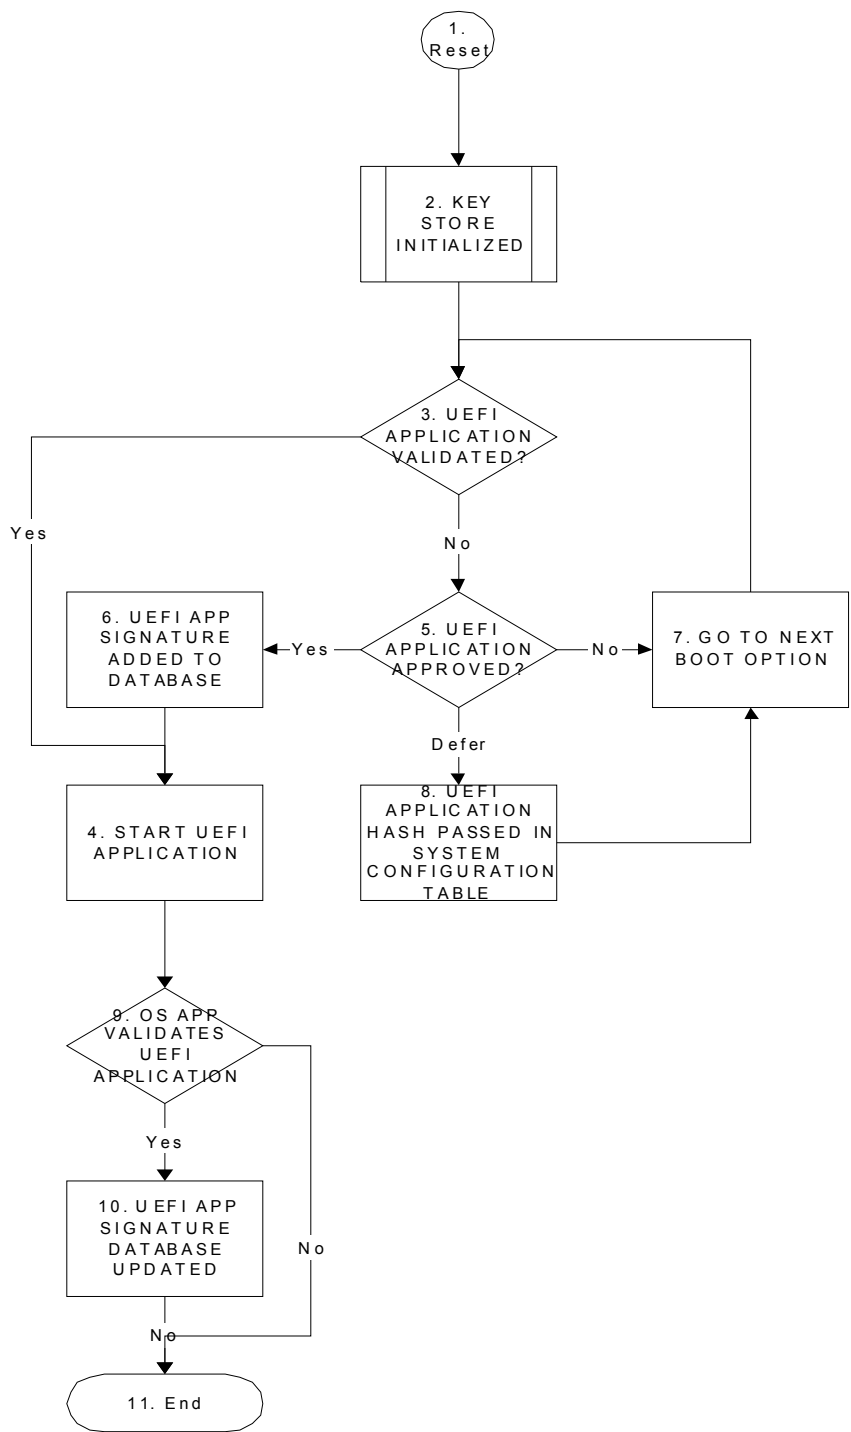 1.
Reset
2. KEY
STORE
INITIALIZED
3. UEFI
APPLICATION
VALIDATED?
Yes
No
6. UEFI APP
SIGNATURE
ADDED TO
DATABASE
Yes
5. UEFI
APPLICATION
APPROVED?
No
7. GO TO NEXT
BOOT OPTION
Defer
4. START UEFI
APPLICATION
8. UEFI
APPLICATION
HASH PASSED IN
SYSTEM
CONFIGURATION
TABLE
9. OS APP
VALIDATES
UEFI
APPLICATION
Yes
10. UEFI APP
SIGNATURE
DATABASE
UPDATED
No
No
11. End